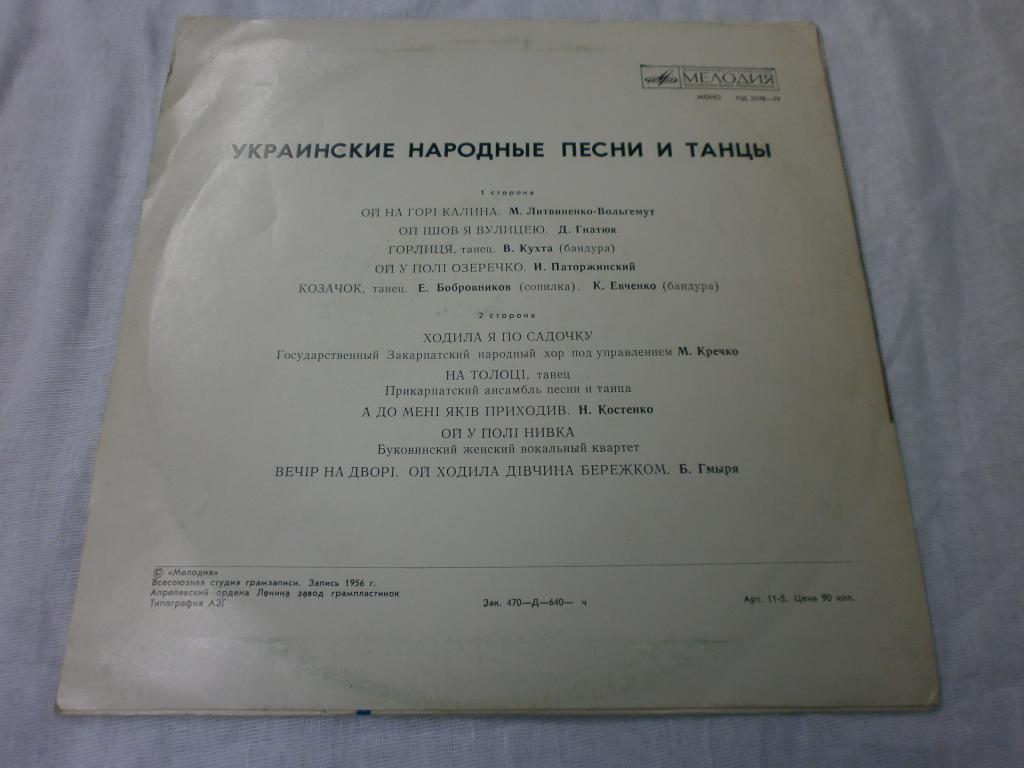 МЕЛОДИЯ
МОНО НД 3478—79
УКРАИНСКИЕ НАРОДНЫЕ ПЕСНИ И ТАНЦЫ
1 сторона
ОЙ НА ГОРІ КАЛИНА. М. Литвиненко-Вольгемут
ОЙ ІШОВ Я ВУЛИЦЕЮ. Д. Гнатюк
ГОРЛИЦЯ, танец. В. Кухта (бандура)
ОЙ У ПОЛІ ОЗЕРЕЧКО. И. Паторжинский
КОЗАЧОК, танец. Е. Бобровников (сопилка). К. Евченко (бандура)
2 сторона
ХОДИЛА Я ПО САДОЧКУ
Государственный Закарпатский народный хор под управлением М. Кречко
НА ТОЛОЦІ, танец
Прикарпатский ансамбль песни и танца
А ДО МЕНІ ЯКІВ ПРИХОДИВ. Н. Костенко
ОЙ У ПОЛІ НИВКА
Буковинский женский вокальный квартет
ВЕЧІР НА ДВОРІ. ОЙ ХОДИЛА ДІВЧИНА БЕРЕЖКОМ. Б. Гмыря
© «Мелодия»
Всесоюзная студия грамзаписи. Запись 1956 г.
Апрелевский ордена Ленина завод грампластинок
Типография АЗГ Зак. 470—Д—640— ч Арт. 11-5. Цена 90 коп.